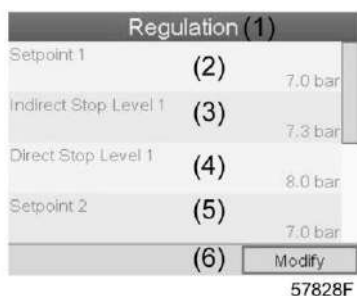 Regulation (1)
Setpoint 1
(2)
7.0 bar
Indirect Stop Level 1
(3)
7.3 bar
Direct Stop Level 1
(4)
8.0 bar
Setpoint 2
(5)
7.0 bar
(6) Modify
57828F